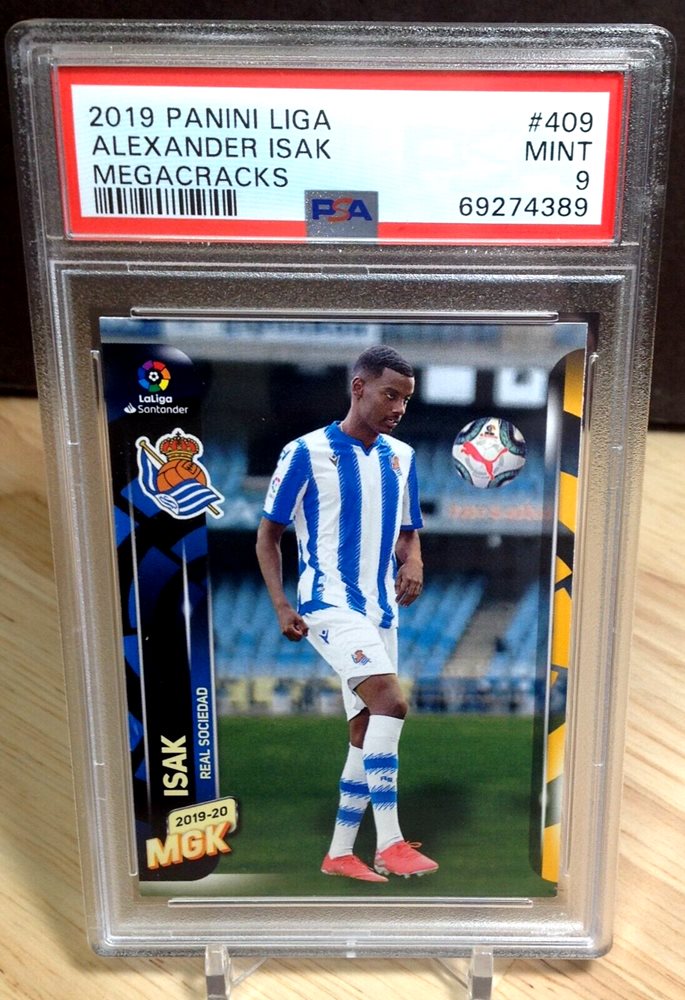 2019 PANINI LIGA
#409
ALEXANDER ISAK
MINT
MEGACRACKS
9
PSA
69274389
LaLiga
Santander
ISAK
REAL SOCIEDAD
2019-20
MGK